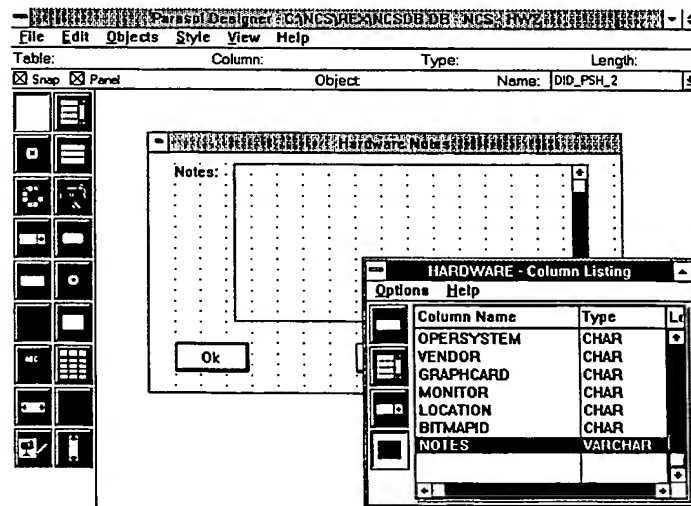 Parasol Designer - C:\NCS\REX\NCSDB.DB - NCS - HW2
File Edit Objects Style View Help
Table: Column: Type: Length:
Snap Panel Object Name: DID_PSH_2
Hardware Notes
Notes:
HARDWARE - Column Listing
Options Help
Column Name Type
OPERSYSTEM CHAR
VENDOR CHAR
GRAPHCARD CHAR
MONITOR CHAR
LOCATION CHAR
BITMAPID CHAR
NOTES VARCHAR
Ok